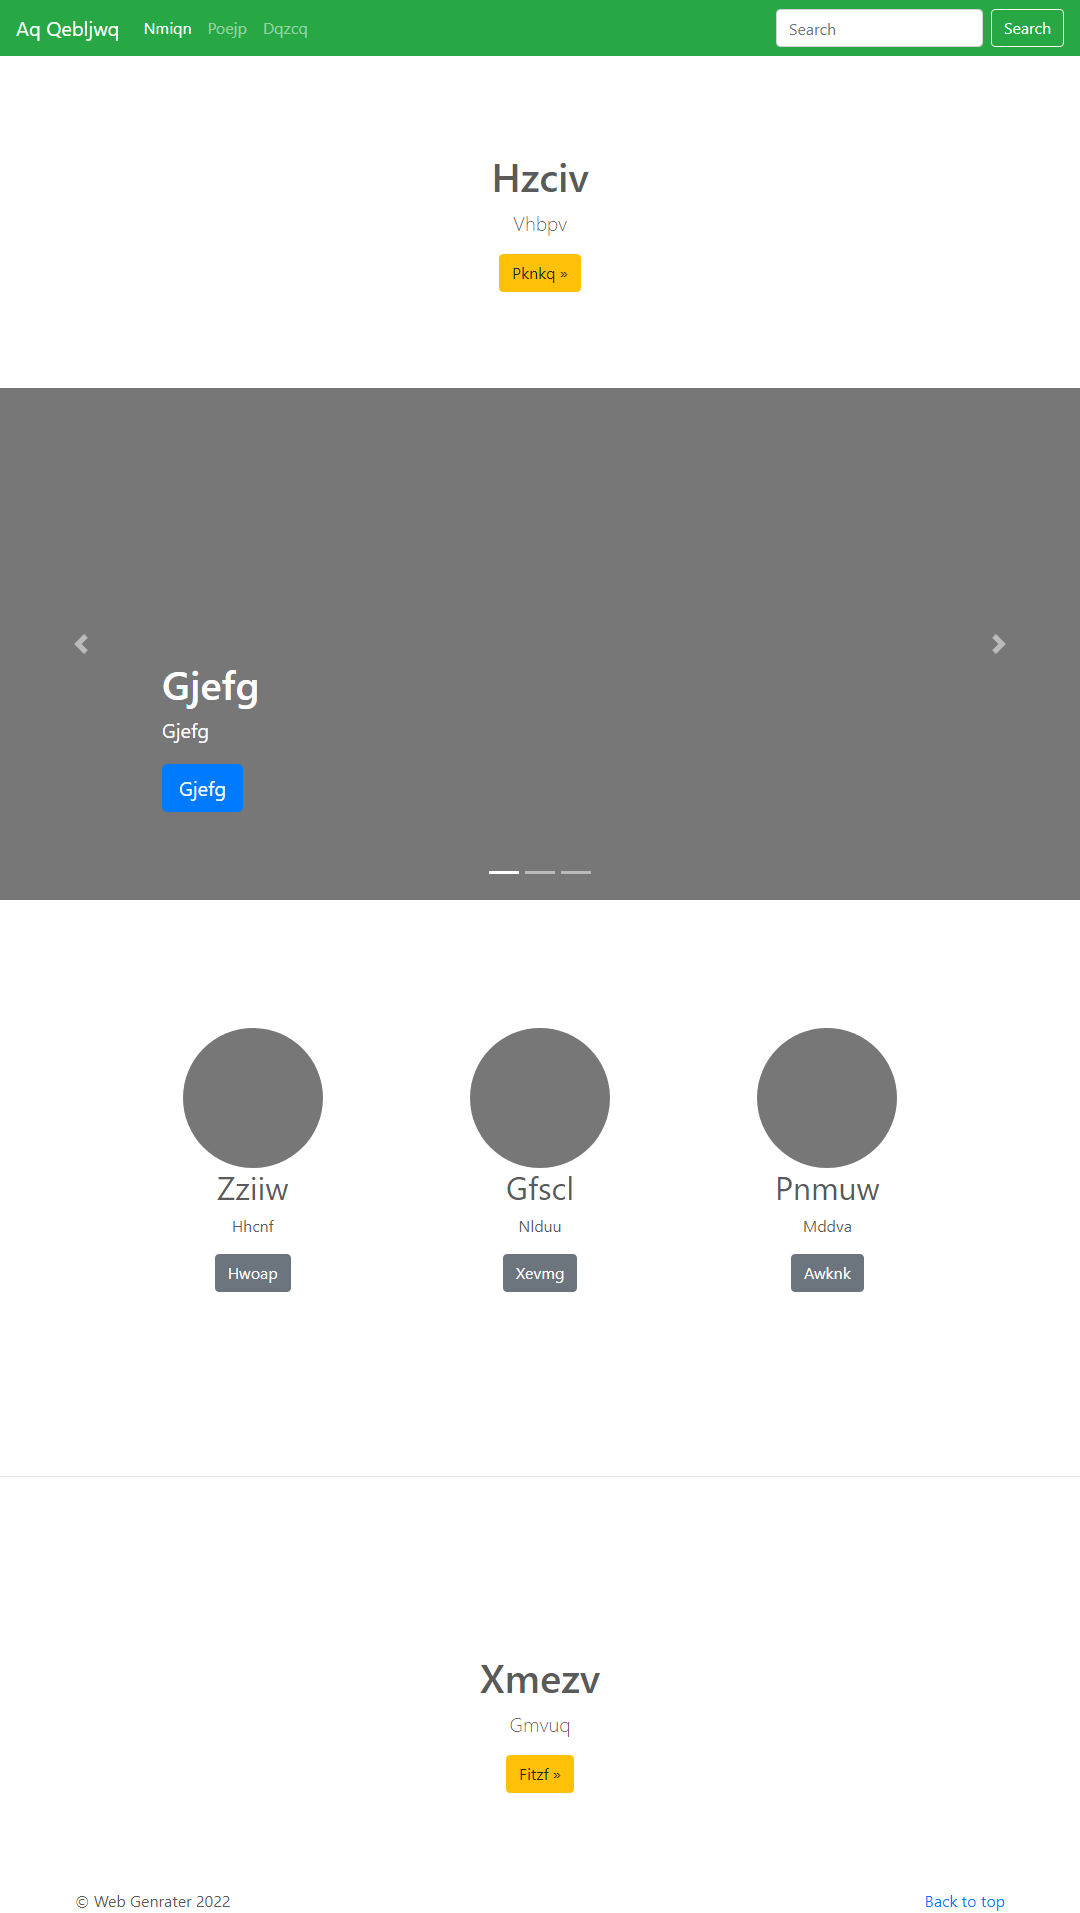 Aq Qebljwq Nmiqn Poejp Dqzcq Search Search
Hzciv
Vhbpv
Pknkq »
Gjefg
Gjefg
Gjefg
Zziiw Gfscl Pnmuw
Hhcnf Nlduu Mddva
Hwoap Xevmg Awknk
Xmezv
Gmvuq
Fitzf »
© Web Genrater 2022 Back to top